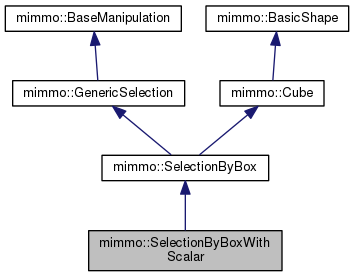 mimmo::BaseManipulation
mimmo::BasicShape
mimmo::GenericSelection
mimmo::Cube
mimmo::SelectionByBox
mimmo::SelectionByBoxWith
Scalar